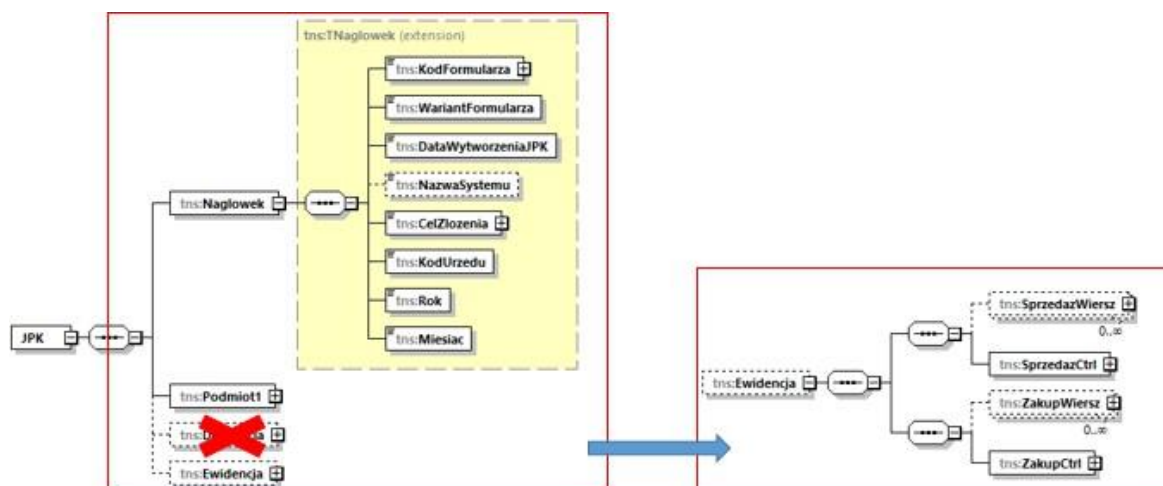 tns:TNaglowek (extension)
tns:KodFormularza
tns:WariantFormularza
tns:DataWytworzeniaJPK
tns:NazwaSystemu
tns:Naglowek
tns:CelZlozenia
tns:KodUrzedu
tns:Rok
tns:Miesiac
JPK
tns:Podmiot1
tns:
tns:Ewidencja
tns:SprzedazWiersz
0..∞
tns:SprzedazCtrl
tns:Ewidencja
tns:ZakupWiersz
0..∞
tns:ZakupCtrl